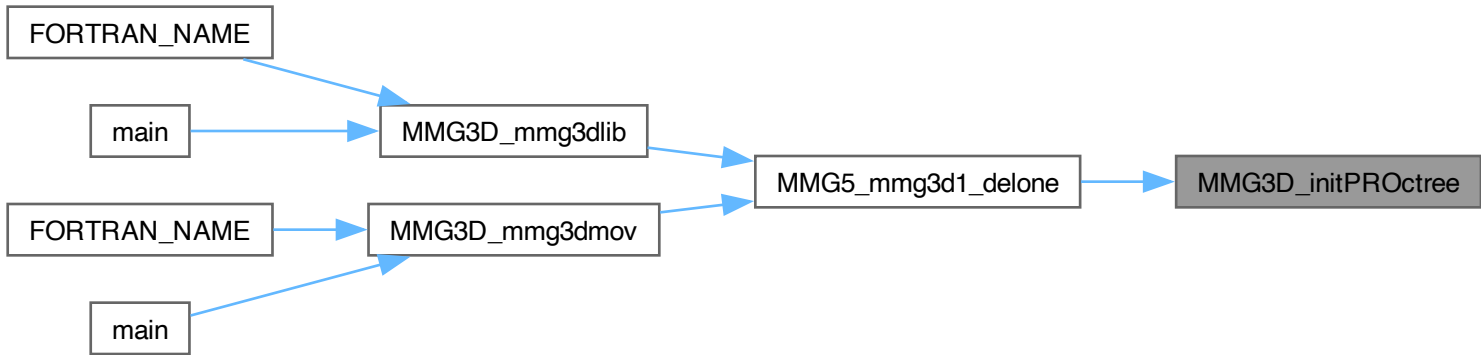 FORTRAN_NAME
main
MMG3D_mmg3dlib
MMG5_mmg3d1_delone
MMG3D_initPROctree
FORTRAN_NAME
MMG3D_mmg3dmov
main